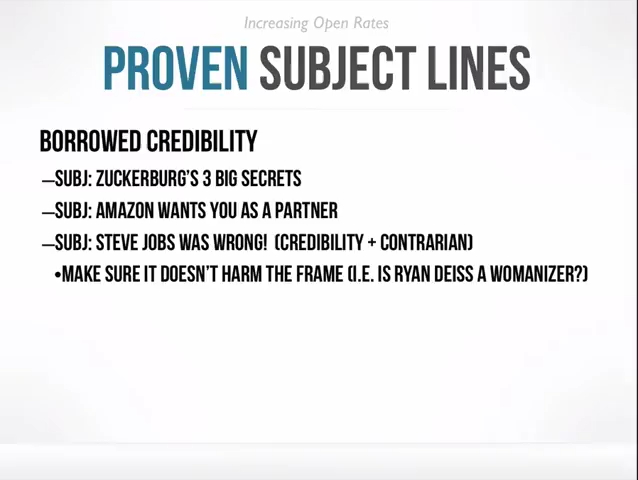 Increasing Open Rates
PROVEN SUBJECT LINES
BORROWED CREDIBILITY
–SUBJ: ZUCKERBURG'S 3 BIG SECRETS
–SUBJ: AMAZON WANTS YOU AS A PARTNER
–SUBJ: STEVE JOBS WAS WRONG! (CREDIBILITY + CONTRARIAN)
•MAKE SURE IT DOESN'T HARM THE FRAME (I.E. IS RYAN DEISS A WOMANIZER?)